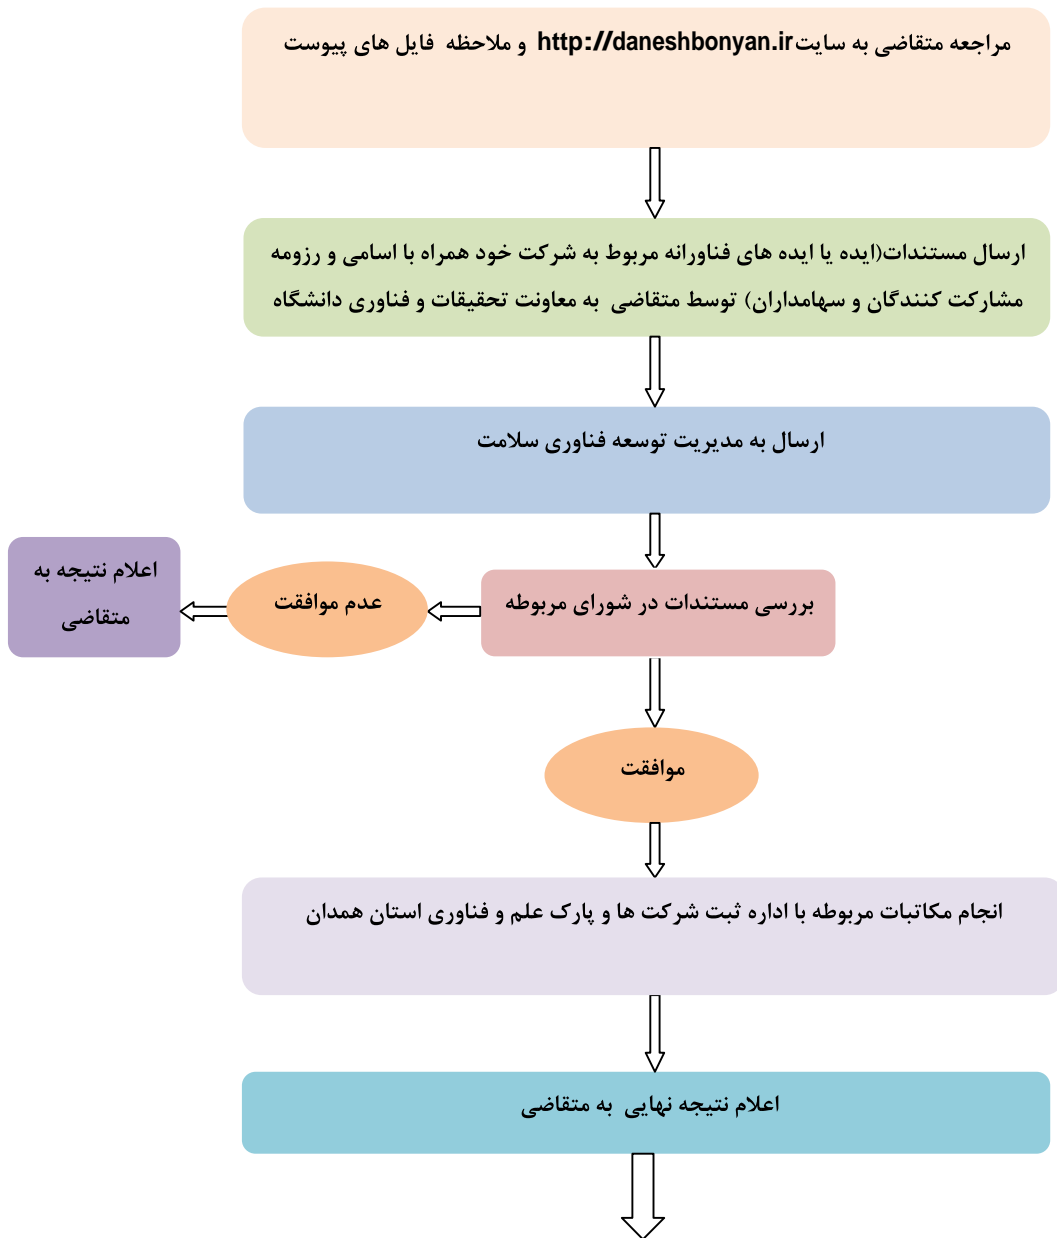 مراجعه متقاضی به سایت http://daneshbonyan.ir و ملاحظه فایل های پیوست
ارسال مستندات(ایده یا ایده های فناورانه مربوط به شرکت خود همراه با اسامی و رزومه
مشارکت کنندگان و سهامداران) توسط متقاضی به معاونت تحقیقات و فناوری دانشگاه
ارسال به مدیریت توسعه فناوری سلامت
بررسی مستندات در شورای مربوطه
عدم موافقت
اعلام نتیجه به
متقاضی
موافقت
انجام مکاتبات مربوطه با اداره ثبت شرکت ها و پارک علم و فناوری استان همدان
اعلام نتیجه نهایی به متقاضی